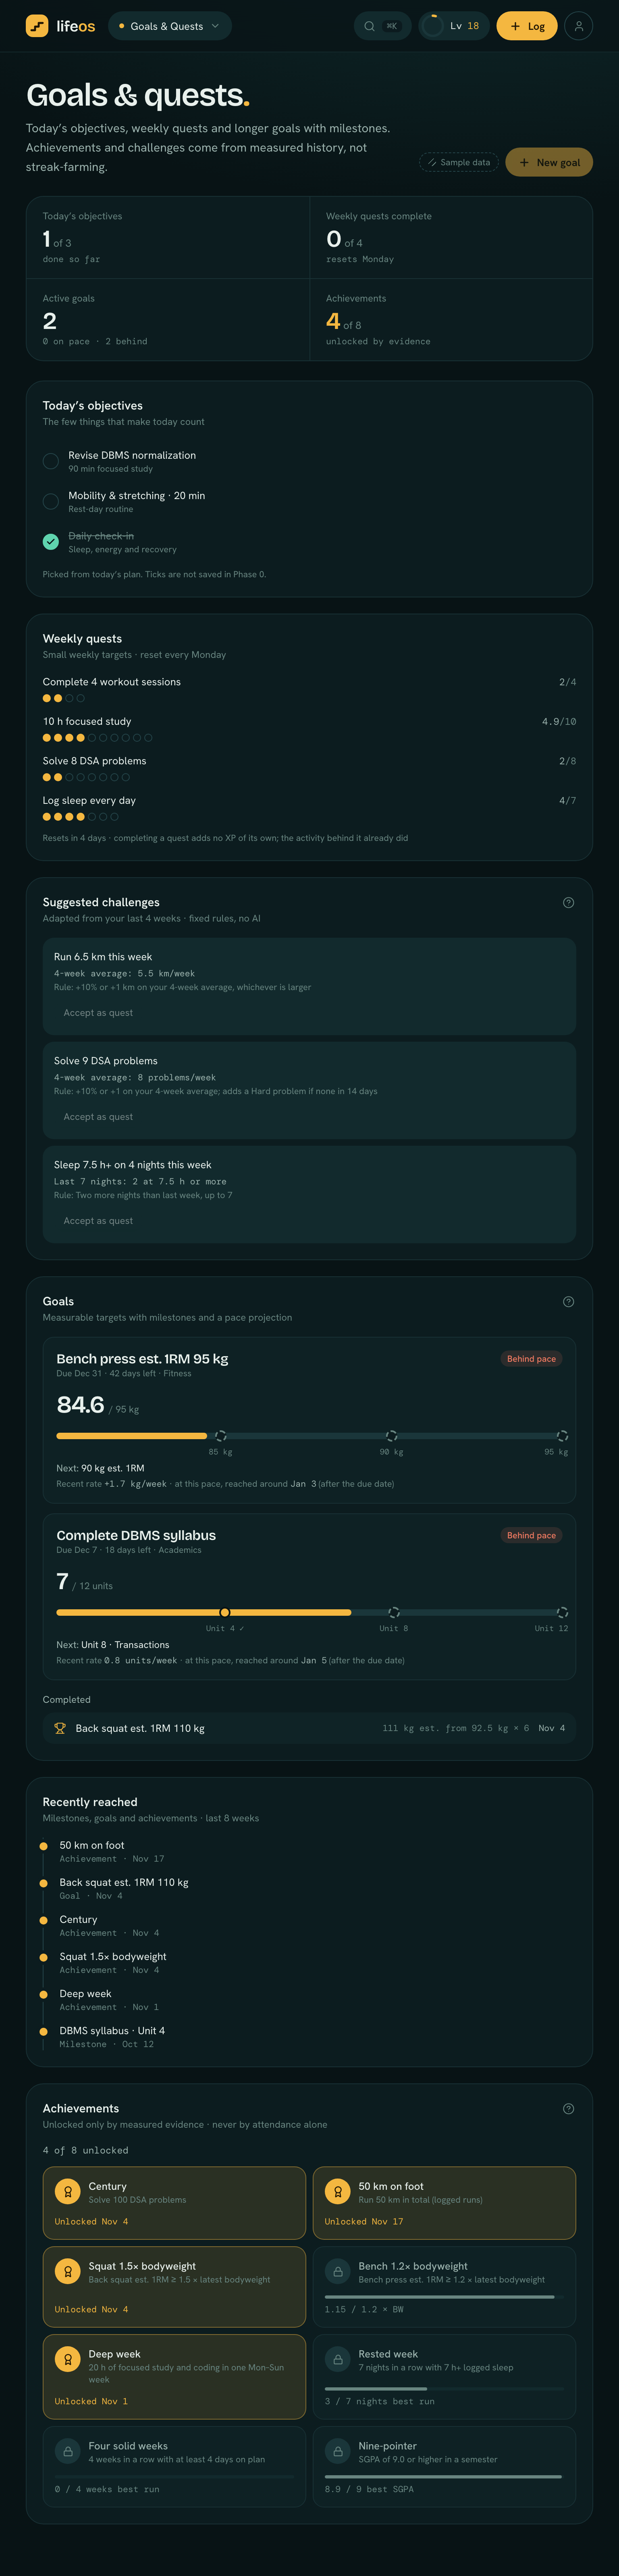 lifeos
Goals & Quests
⌘K
Lv 18
+ Log
Goals & quests.
Today’s objectives, weekly quests and longer goals with milestones.
Achievements and challenges come from measured history, not
streak-farming.
Sample data
+ New goal
Today’s objectives
1 of 3
done so far
Weekly quests complete
0 of 4
resets Monday
Active goals
2
0 on pace · 2 behind
Achievements
4 of 8
unlocked by evidence
Today’s objectives
The few things that make today count
Revise DBMS normalization
90 min focused study
Mobility & stretching · 20 min
Rest-day routine
Daily check-in
Sleep, energy and recovery
Picked from today’s plan. Ticks are not saved in Phase 0.
Weekly quests
Small weekly targets · reset every Monday
Complete 4 workout sessions 2/4
10 h focused study 4.9/10
Solve 8 DSA problems 2/8
Log sleep every day 4/7
Resets in 4 days · completing a quest adds no XP of its own; the activity behind it already did
Suggested challenges
Adapted from your last 4 weeks · fixed rules, no AI
Run 6.5 km this week
4-week average: 5.5 km/week
Rule: +10% or +1 km on your 4-week average, whichever is larger
Accept as quest
Solve 9 DSA problems
4-week average: 8 problems/week
Rule: +10% or +1 on your 4-week average; adds a Hard problem if none in 14 days
Accept as quest
Sleep 7.5 h+ on 4 nights this week
Last 7 nights: 2 at 7.5 h or more
Rule: Two more nights than last week, up to 7
Accept as quest
Goals
Measurable targets with milestones and a pace projection
Bench press est. 1RM 95 kg
Behind pace
Due Dec 31 · 42 days left · Fitness
84.6 / 95 kg
85 kg 90 kg 95 kg
Next: 90 kg est. 1RM
Recent rate +1.7 kg/week · at this pace, reached around Jan 3 (after the due date)
Complete DBMS syllabus
Behind pace
Due Dec 7 · 18 days left · Academics
7 / 12 units
Unit 4 ✓ Unit 8 Unit 12
Next: Unit 8 · Transactions
Recent rate 0.8 units/week · at this pace, reached around Jan 5 (after the due date)
Completed
Back squat est. 1RM 110 kg 111 kg est. from 92.5 kg × 6 Nov 4
Recently reached
Milestones, goals and achievements · last 8 weeks
50 km on foot
Achievement · Nov 17
Back squat est. 1RM 110 kg
Goal · Nov 4
Century
Achievement · Nov 4
Squat 1.5× bodyweight
Achievement · Nov 4
Deep week
Achievement · Nov 1
DBMS syllabus · Unit 4
Milestone · Oct 12
Achievements
Unlocked only by measured evidence · never by attendance alone
4 of 8 unlocked
Century
Solve 100 DSA problems
Unlocked Nov 4
50 km on foot
Run 50 km in total (logged runs)
Unlocked Nov 17
Squat 1.5× bodyweight
Back squat est. 1RM ≥ 1.5 × latest bodyweight
Unlocked Nov 4
Bench 1.2× bodyweight
Bench press est. 1RM ≥ 1.2 × latest bodyweight
1.15 / 1.2 × BW
Deep week
20 h of focused study and coding in one Mon-Sun
week
Unlocked Nov 1
Rested week
7 nights in a row with 7 h+ logged sleep
3 / 7 nights best run
Four solid weeks
4 weeks in a row with at least 4 days on plan
0 / 4 weeks best run
Nine-pointer
SGPA of 9.0 or higher in a semester
8.9 / 9 best SGPA